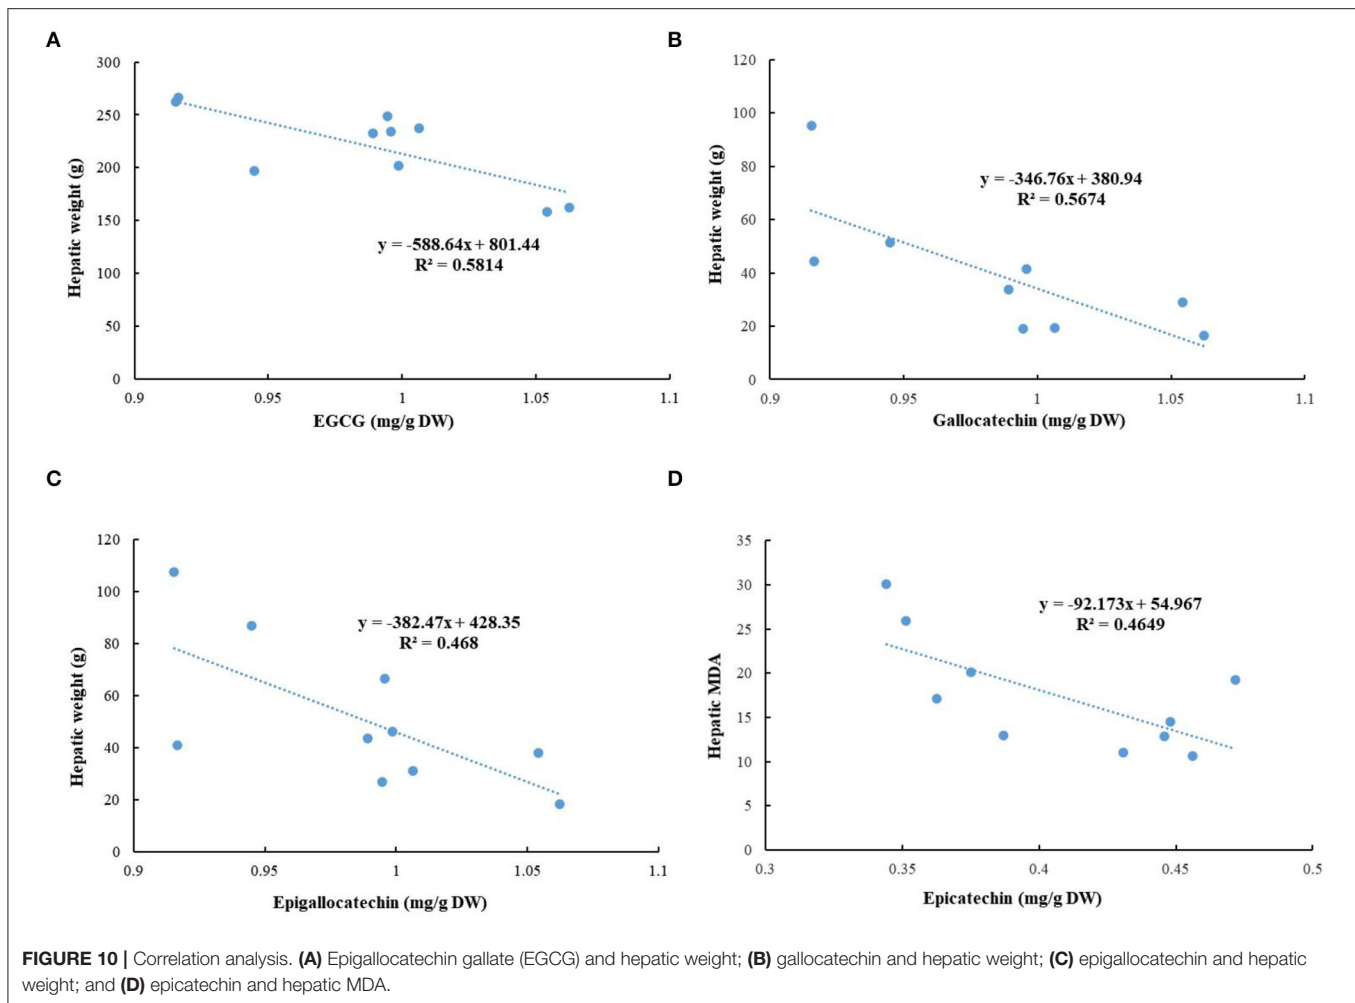 A
300
250
200
150
100
50
0
Hepatic weight (g)
y = -588.64x + 801.44
R² = 0.5814
0.9 0.95 1 1.05 1.1
EGCG (mg/g DW)
B
120
100
80
60
40
20
0
Hepatic weight (g)
y = -346.76x + 380.94
R² = 0.5674
0.9 0.95 1 1.05 1.1
Gallocatechin (mg/g DW)
C
120
100
80
60
40
20
0
Hepatic weight (g)
y = -382.47x + 428.35
R² = 0.468
0.9 0.95 1 1.05 1.1
Epigallocatechin (mg/g DW)
D
35
30
25
20
15
10
5
0
Hepatic MDA
y = -92.173x + 54.967
R² = 0.4649
0.3 0.35 0.4 0.45 0.5
Epicatechin (mg/g DW)
FIGURE 10 | Correlation analysis. (A) Epigallocatechin gallate (EGCG) and hepatic weight; (B) gallocatechin and hepatic weight; (C) epigallocatechin and hepatic
weight; and (D) epicatechin and hepatic MDA.